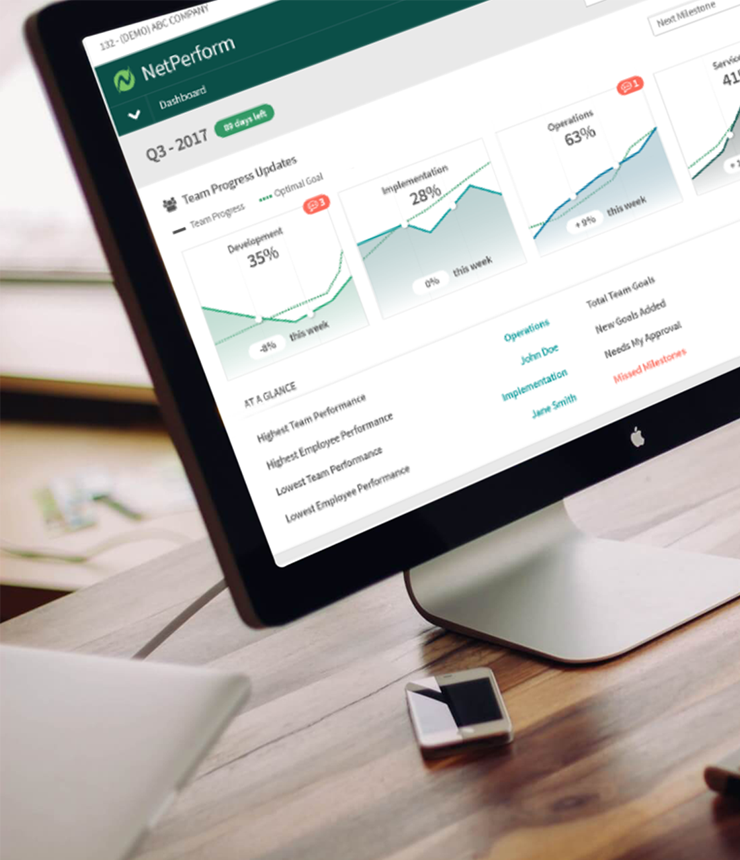 132 - (DEMO) ABC COMPANY
NetPerform
Dashboard
Next Milestone
Q3 - 2017
89 days left
Team Progress Updates
Team Progress
Optimal Goal
3
Development
35%
-8% this week
Implementation
28%
0% this week
1
Operations
63%
+ 9% this week
AT A GLANCE
Highest Team Performance
Operations
Highest Employee Performance
John Doe
Lowest Team Performance
Implementation
Lowest Employee Performance
Jane Smith
Total Team Goals
New Goals Added
Needs My Approval
Missed Milestones